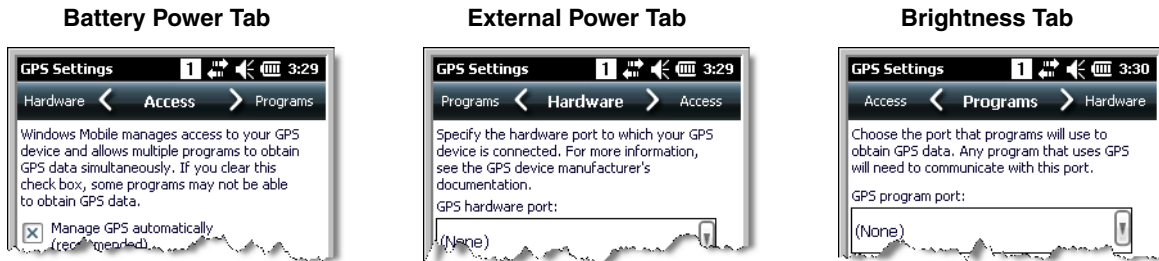 Battery Power Tab
GPS Settings 1 3:29
Hardware Access Programs
Windows Mobile manages access to your GPS
device and allows multiple programs to obtain
GPS data simultaneously. If you clear this
check box, some programs may not be able
to obtain GPS data.
Manage GPS automatically
(recommended)
External Power Tab
GPS Settings 1 3:29
Programs Hardware Access
Specify the hardware port to which your GPS
device is connected. For more information,
see the GPS device manufacturer's
documentation.
GPS hardware port:
(None)
Brightness Tab
GPS Settings 1 3:30
Access Programs Hardware
Choose the port that programs will use to
obtain GPS data. Any program that uses GPS
will need to communicate with this port.
GPS program port:
(None)